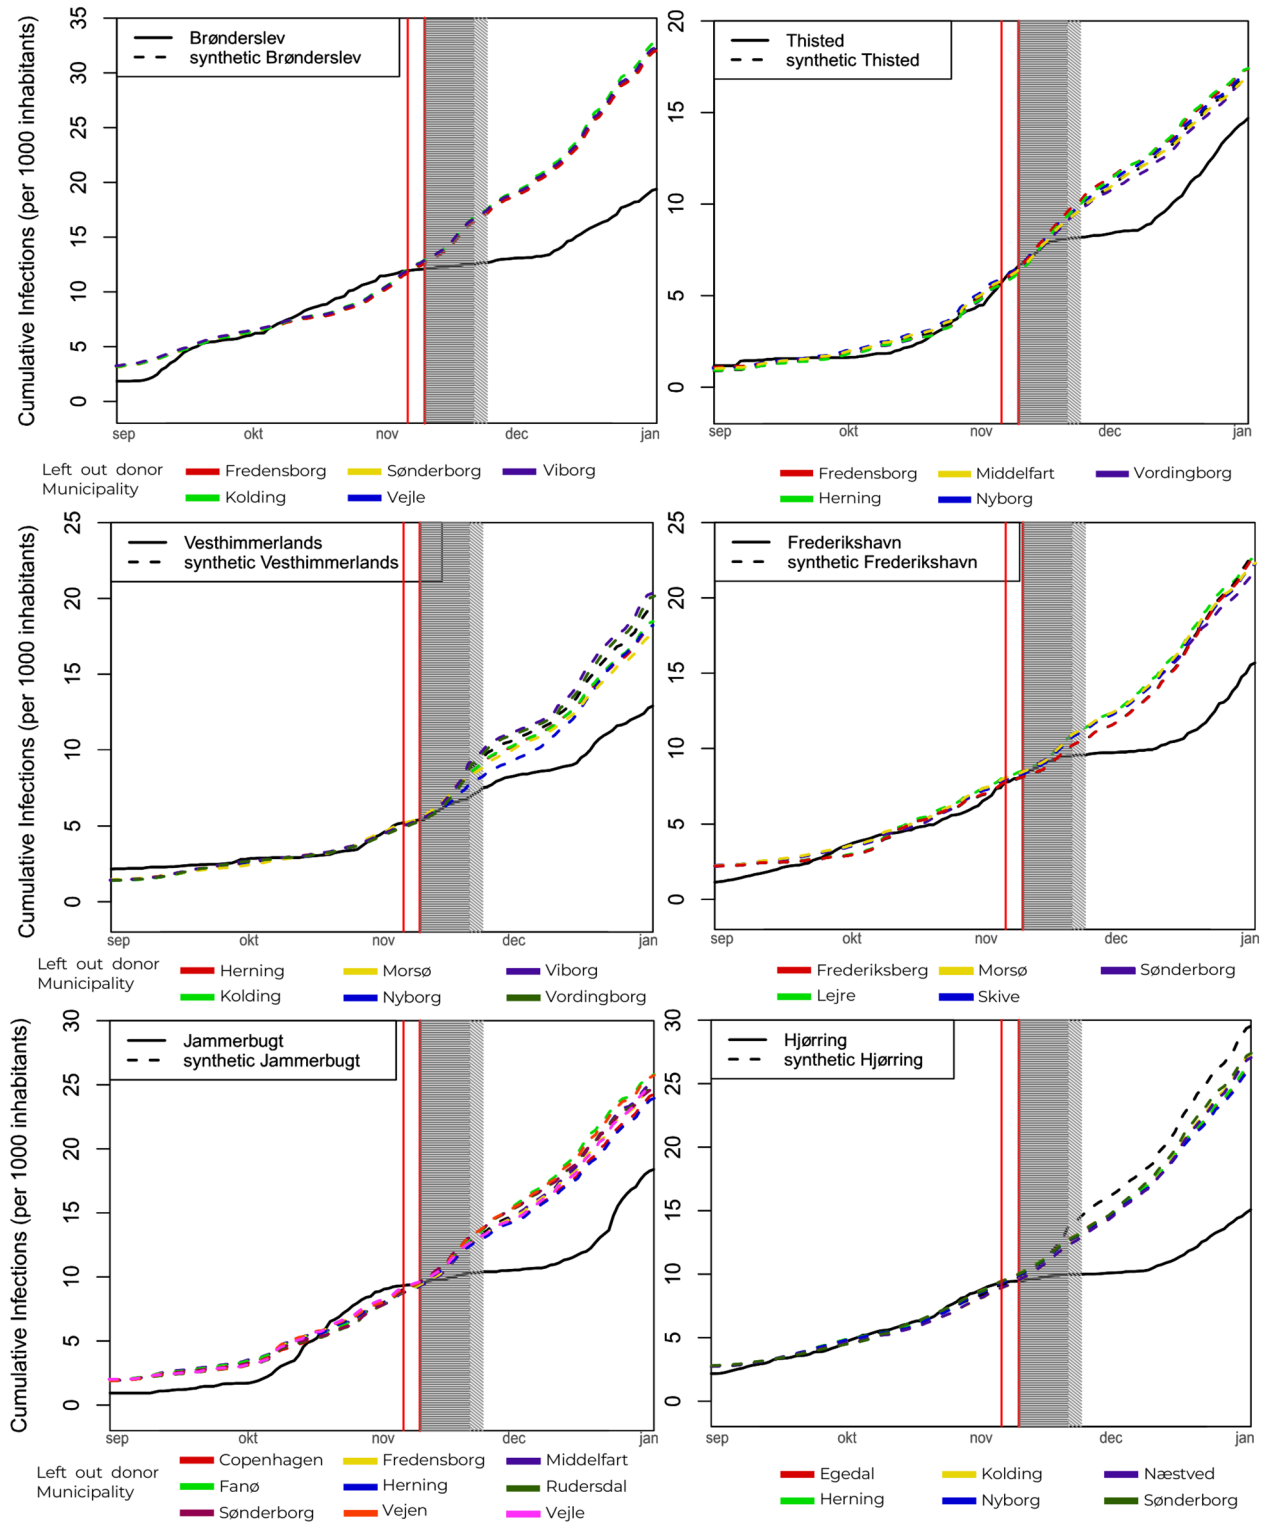 Cumulative Infections (per 1000 inhabitants)
35
30
25
20
15
10
5
0
Brønderslev
synthetic Brønderslev
sep okt nov dec jan
20
15
10
5
0
Thisted
synthetic Thisted
sep okt nov dec jan
Left out donor
Municipality
Fredensborg Sønderborg Viborg
Kolding Vejle
Fredensborg Middelfart Vordingborg
Herning Nyborg
Cumulative Infections (per 1000 inhabitants)
25
20
15
10
5
0
Vesthimmerlands
synthetic Vesthimmerlands
sep okt nov dec jan
25
20
15
10
5
0
Frederikshavn
synthetic Frederikshavn
sep okt nov dec jan
Left out donor
Municipality
Herning Morsø Viborg
Kolding Nyborg Vordingborg
Frederiksberg Morsø Sønderborg
Lejre Skive
Cumulative Infections (per 1000 inhabitants)
30
25
20
15
10
5
0
Jammerbugt
synthetic Jammerbugt
sep okt nov dec jan
30
25
20
15
10
5
0
Hjørring
synthetic Hjørring
sep okt nov dec jan
Left out donor
Municipality
Copenhagen Fredensborg Middelfart
Fanø Herning Rudersdal
Sønderborg Vejen Vejle
Egedal Kolding Næstved
Herning Nyborg Sønderborg